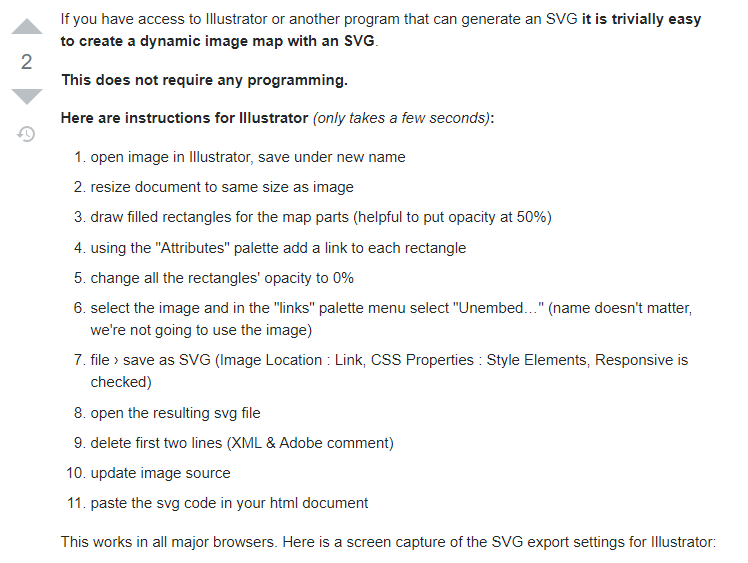 If you have access to Illustrator or another program that can generate an SVG it is trivially easy
to create a dynamic image map with an SVG.
2
This does not require any programming.
Here are instructions for Illustrator (only takes a few seconds):
1. open image in Illustrator, save under new name
2. resize document to same size as image
3. draw filled rectangles for the map parts (helpful to put opacity at 50%)
4. using the "Attributes" palette add a link to each rectangle
5. change all the rectangles' opacity to 0%
6. select the image and in the "links" palette menu select "Unembed…" (name doesn't matter,
we're not going to use the image)
7. file › save as SVG (Image Location : Link, CSS Properties : Style Elements, Responsive is
checked)
8. open the resulting svg file
9. delete first two lines (XML & Adobe comment)
10. update image source
11. paste the svg code in your html document
This works in all major browsers. Here is a screen capture of the SVG export settings for Illustrator: